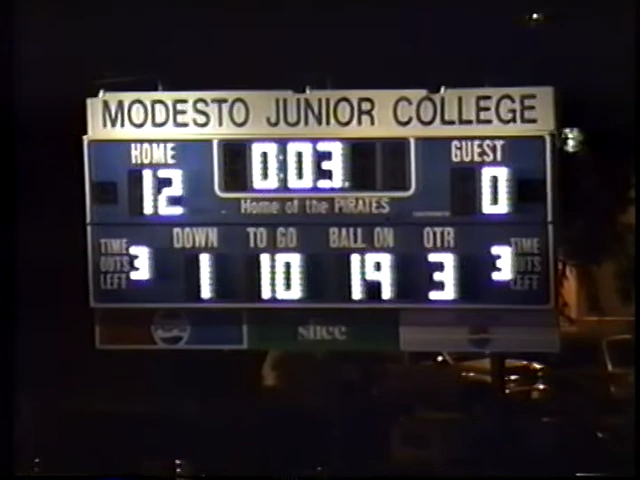 MODESTO JUNIOR COLLEGE
HOME 0:03 GUEST
12 0
Home of the PIRATES
TIME OUTS LEFT 3 DOWN TO GO BALL ON QTR 3 TIME OUTS LEFT
1 10 19 3
slice